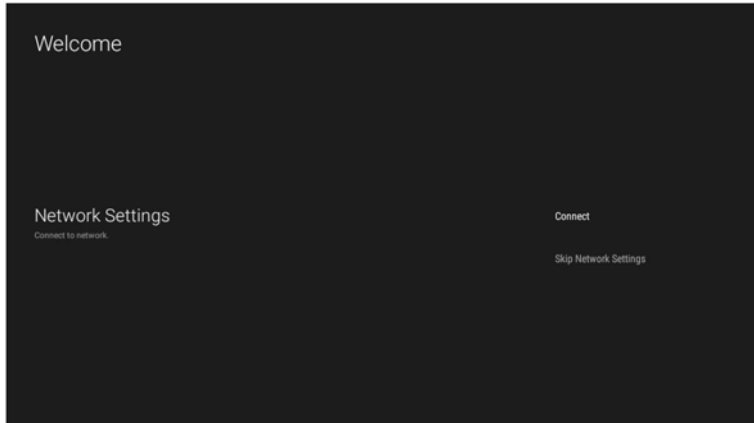 Welcome
Network Settings
Connect to network.
Connect
Skip Network Settings